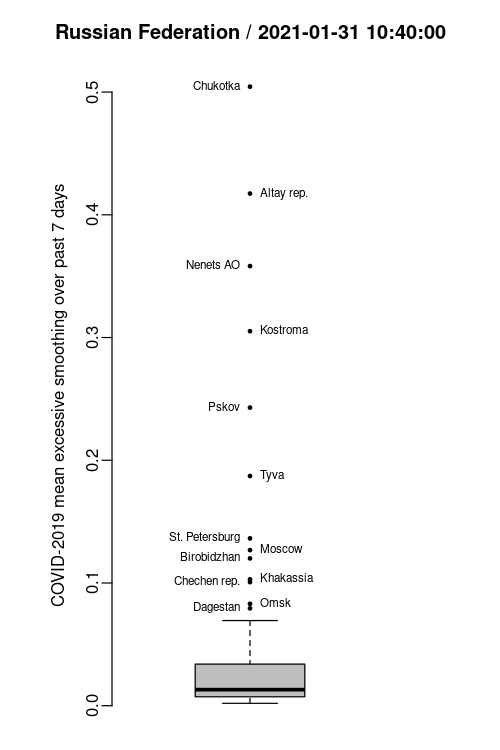 Russian Federation / 2021-01-31 10:40:00
COVID-2019 mean excessive smoothing over past 7 days
0.5
0.4
0.3
0.2
0.1
0.0
Chukotka
Altay rep.
Nenets AO
Kostroma
Pskov
Tyva
St. Petersburg
Moscow
Birobidzhan
Khakassia
Chechen rep.
Omsk
Dagestan